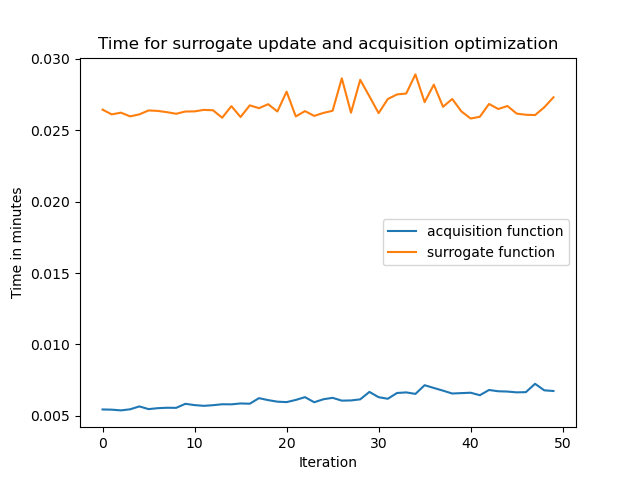 Time for surrogate update and acquisition optimization
0.030
0.025
0.020
0.015
0.010
0.005
Time in minutes
acquisition function
surrogate function
0 10 20 30 40 50
Iteration